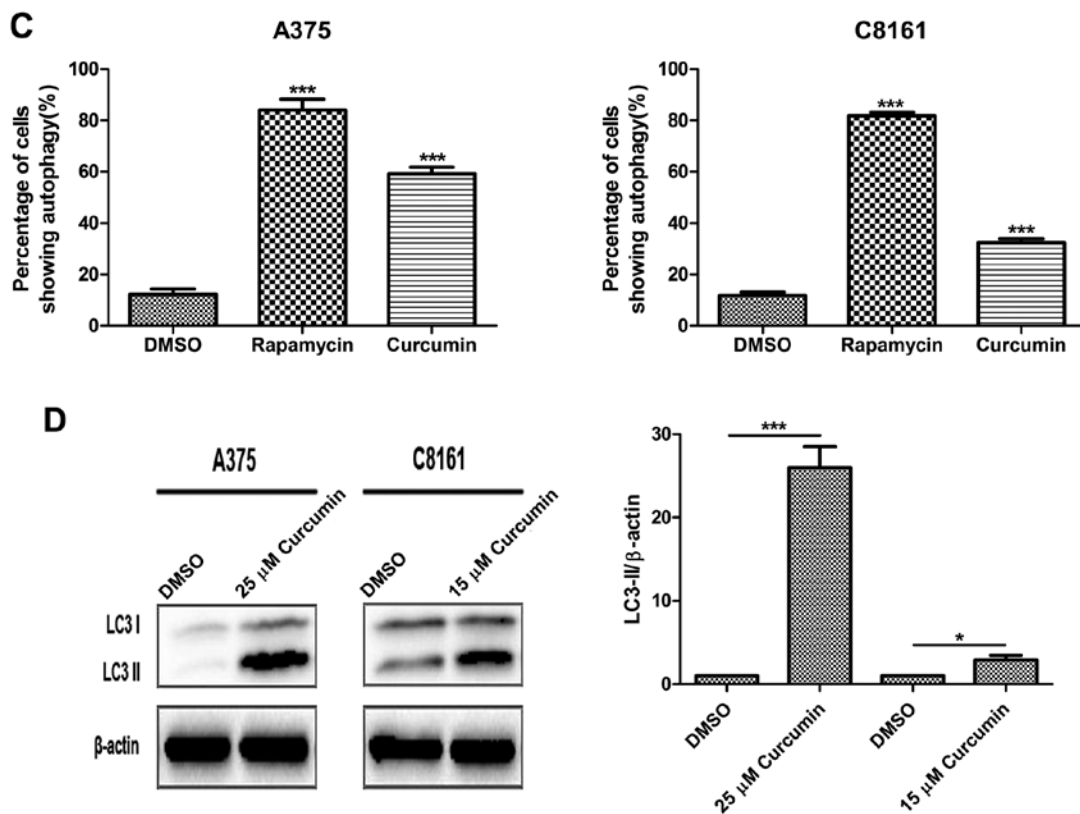 C
A375
Percentage of cells
showing autophagy(%)
100
80
60
40
20
0
***
***
DMSO
Rapamycin
Curcumin
C8161
Percentage of cells
showing autophagy(%)
100
80
60
40
20
0
***
***
DMSO
Rapamycin
Curcumin
D
A375
C8161
DMSO
25 μM Curcumin
DMSO
15 μM Curcumin
LC3 I
LC3 II
β-actin
LC3-II/β-actin
30
20
10
0
***
*
DMSO
25 μM Curcumin
DMSO
15 μM Curcumin